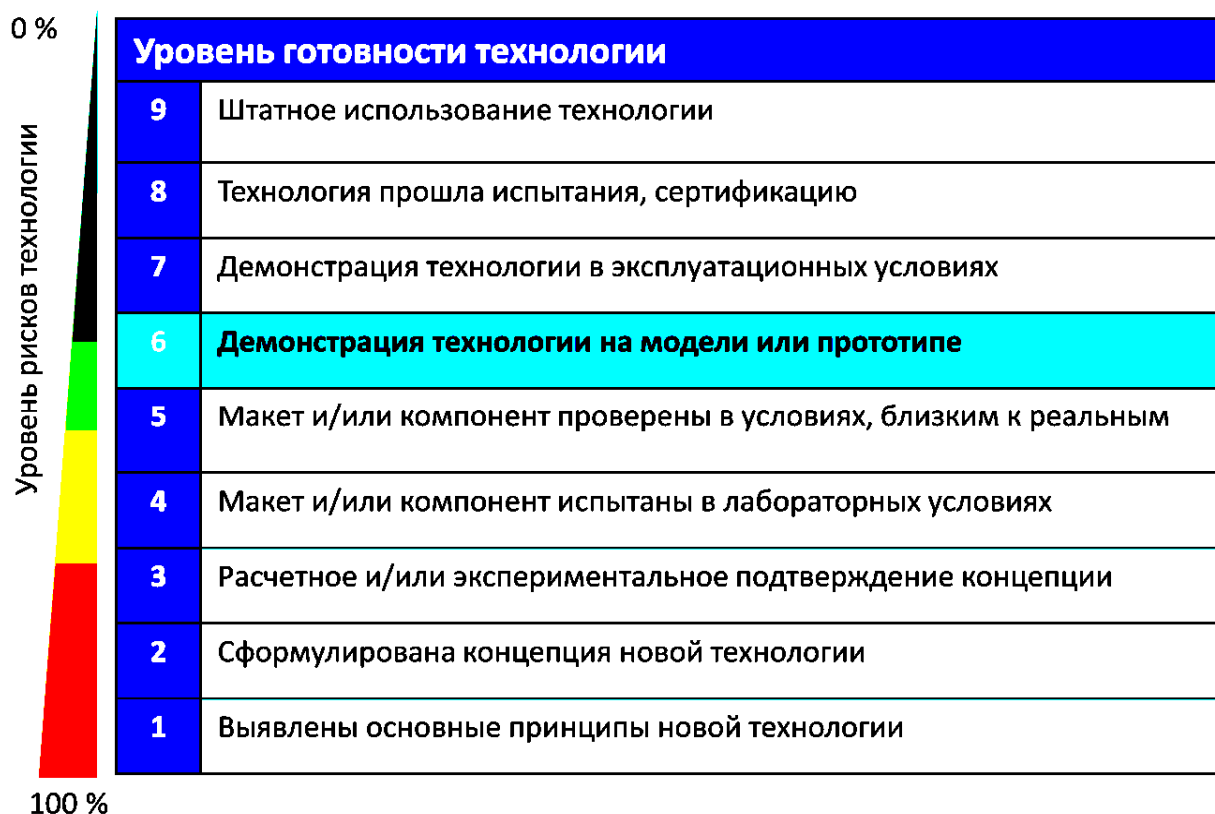 0 %
Уровень рисков технологии
100 %
Уровень готовности технологии
9 Штатное использование технологии
8 Технология прошла испытания, сертификацию
7 Демонстрация технологии в эксплуатационных условиях
6 Демонстрация технологии на модели или прототипе
5 Макет и/или компонент проверены в условиях, близким к реальным
4 Макет и/или компонент испытаны в лабораторных условиях
3 Расчетное и/или экспериментальное подтверждение концепции
2 Сформулирована концепция новой технологии
1 Выявлены основные принципы новой технологии